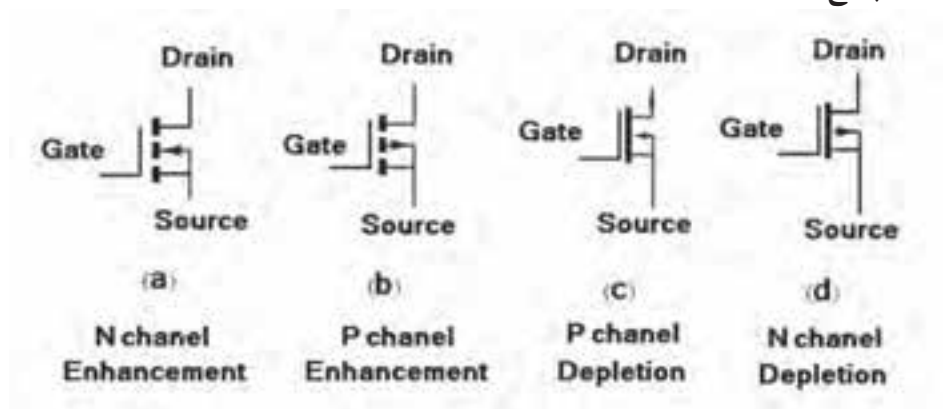 Drain Drain Drain Drain
Gate Gate Gate Gate
Source Source Source Source
(a) (b) (c) (d)
N chanel P chanel P chanel N chanel
Enhancement Enhancement Depletion Depletion